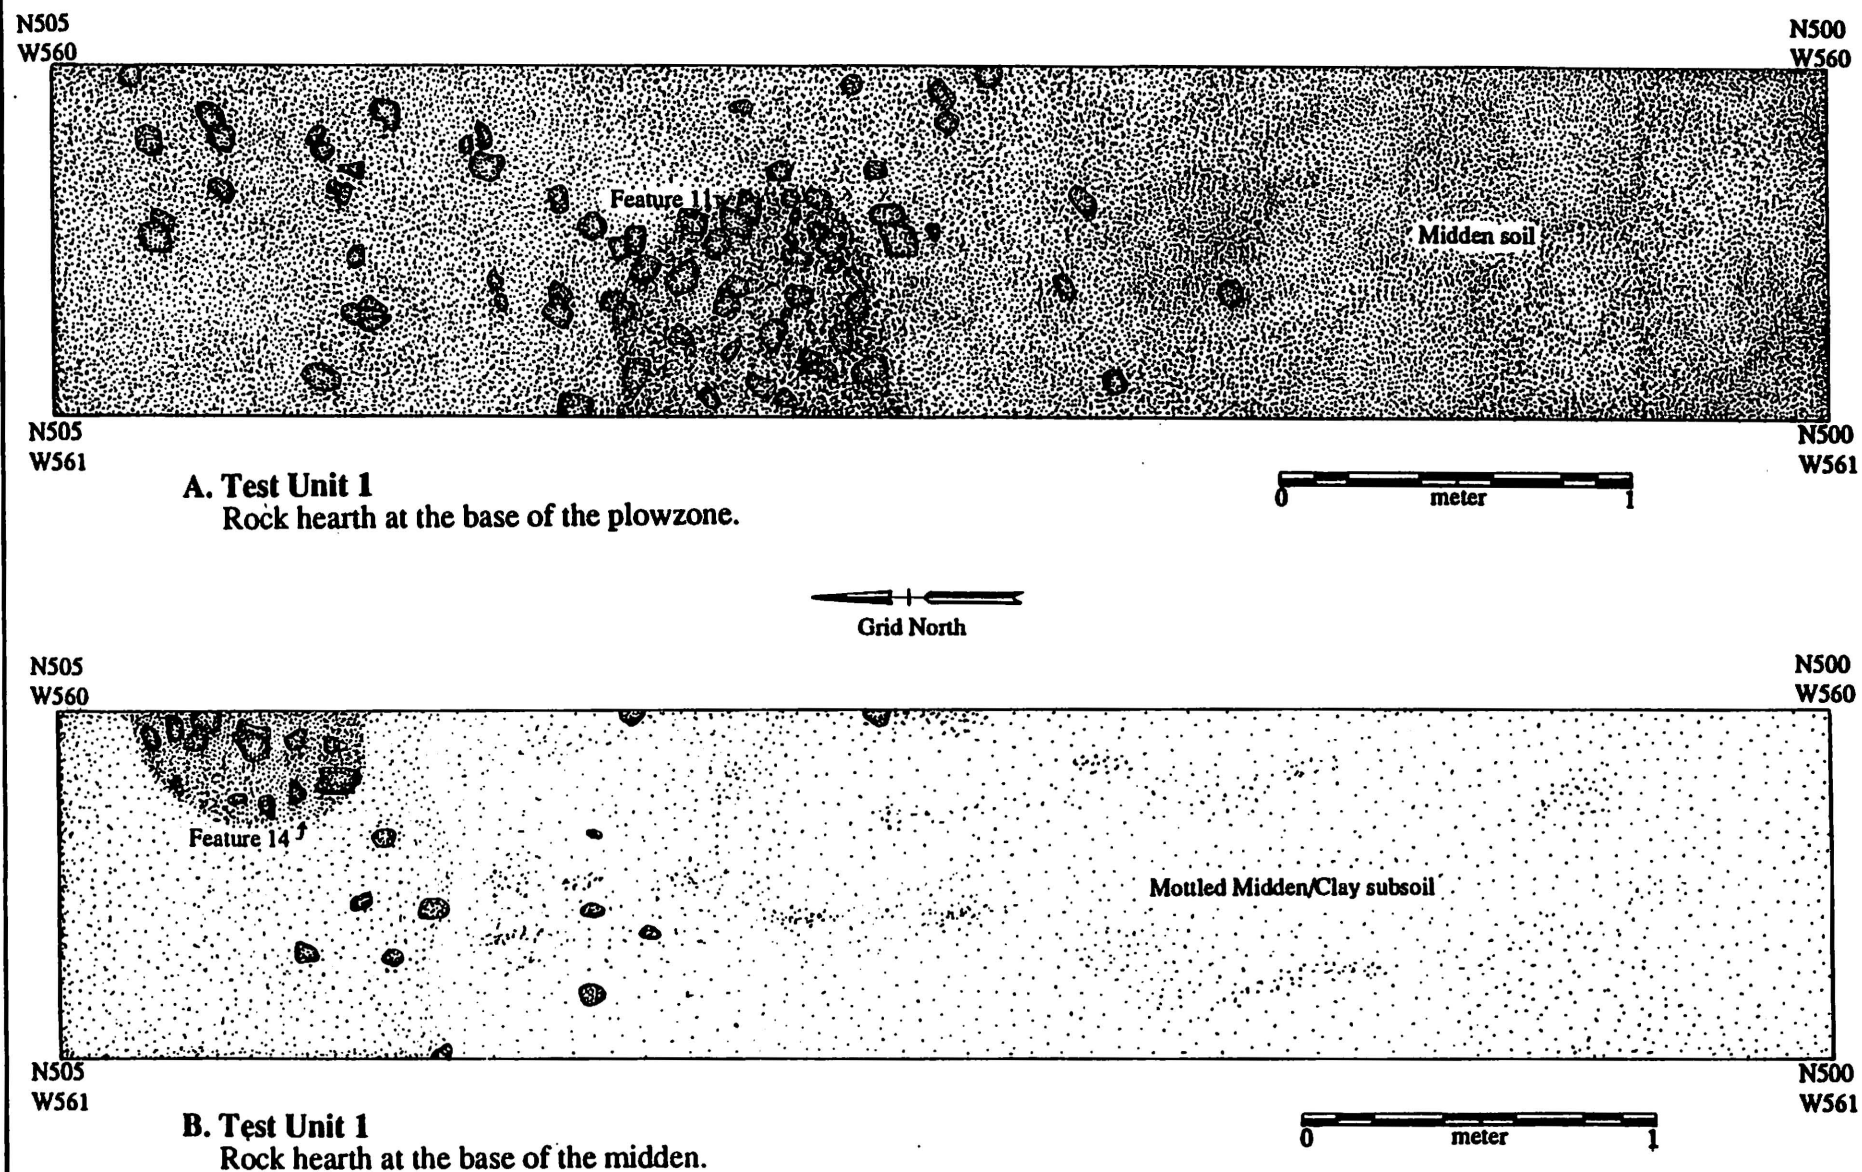 N505
W560
N500
W560
Feature 11
Midden soil
N505
W561
N500
W561
A. Test Unit 1
Rock hearth at the base of the plowzone.
0 meter 1
Grid North
N505
W560
N500
W560
Feature 14
Mottled Midden/Clay subsoil
N505
W561
N500
W561
B. Test Unit 1
Rock hearth at the base of the midden.
0 meter 1